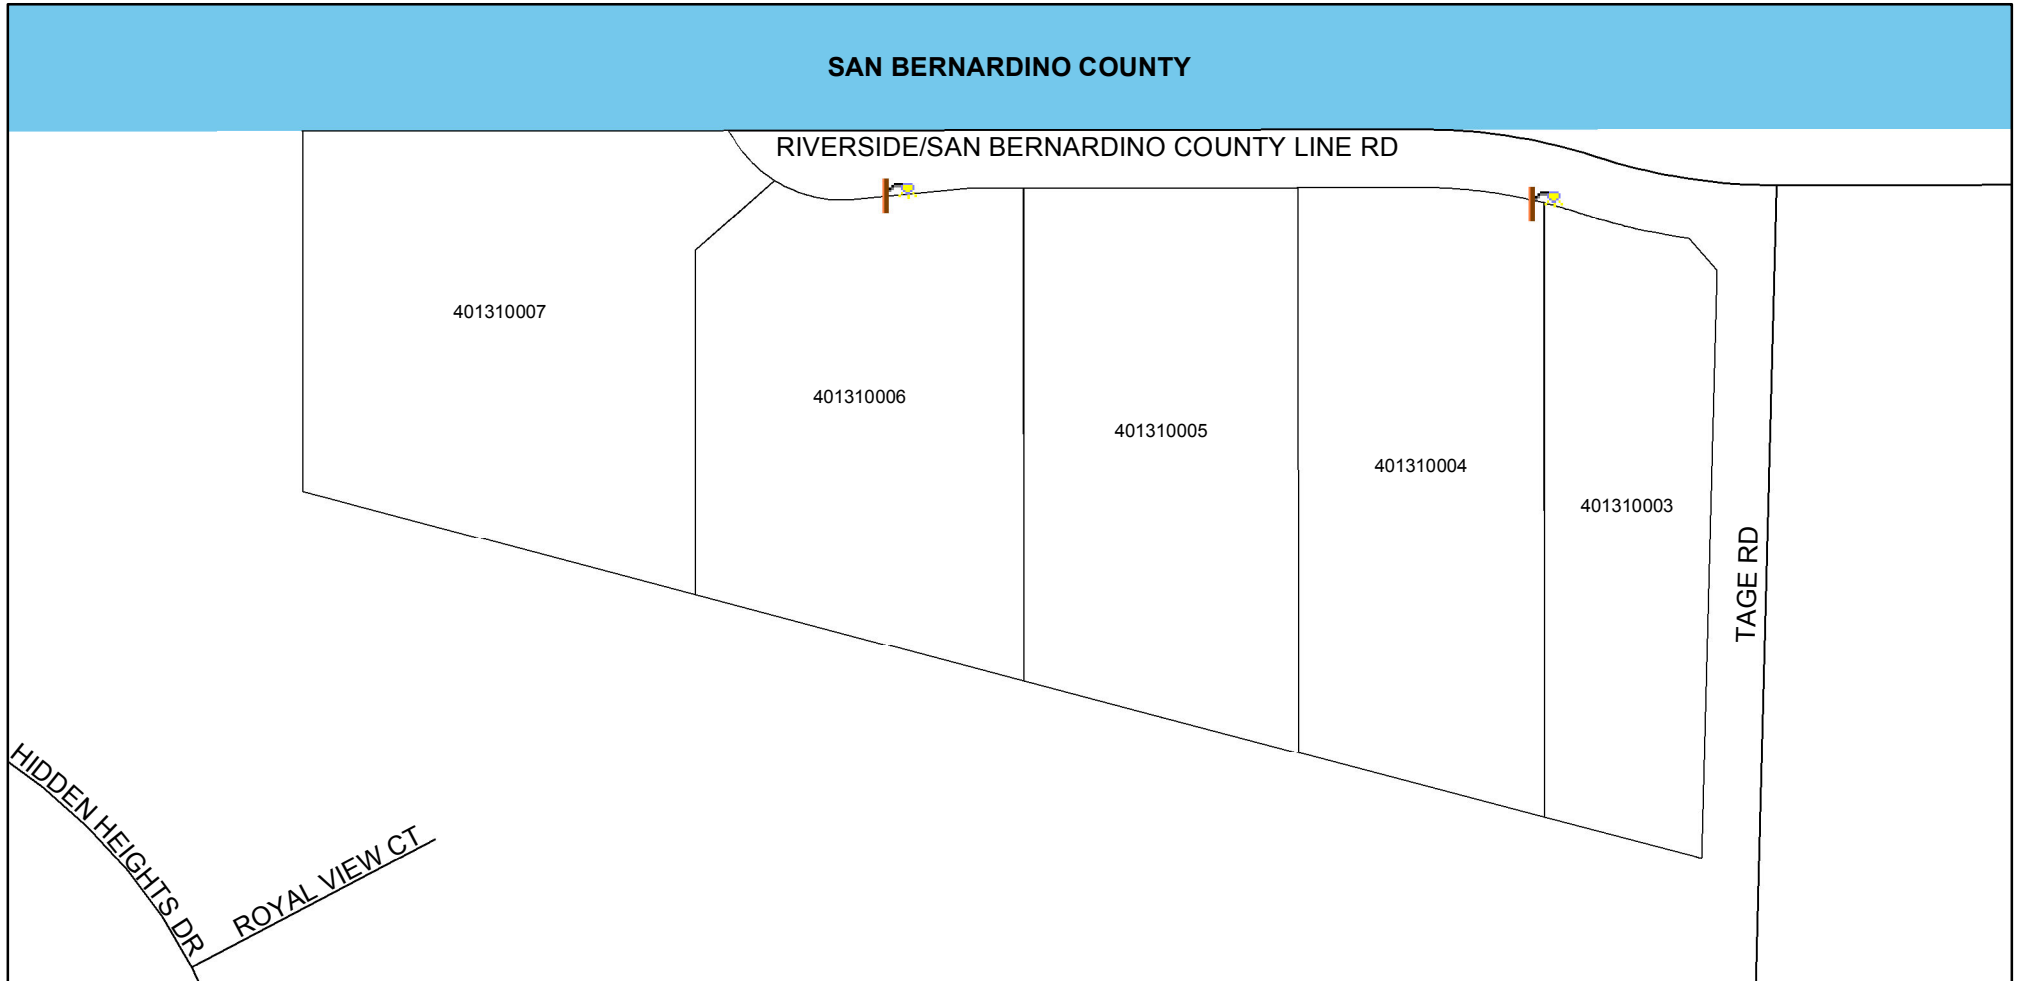 SAN BERNARDINO COUNTY
RIVERSIDE/SAN BERNARDINO COUNTY LINE RD
401310007
401310006
401310005
401310004
401310003
TAGE RD
HIDDEN HEIGHTS DR
ROYAL VIEW CT